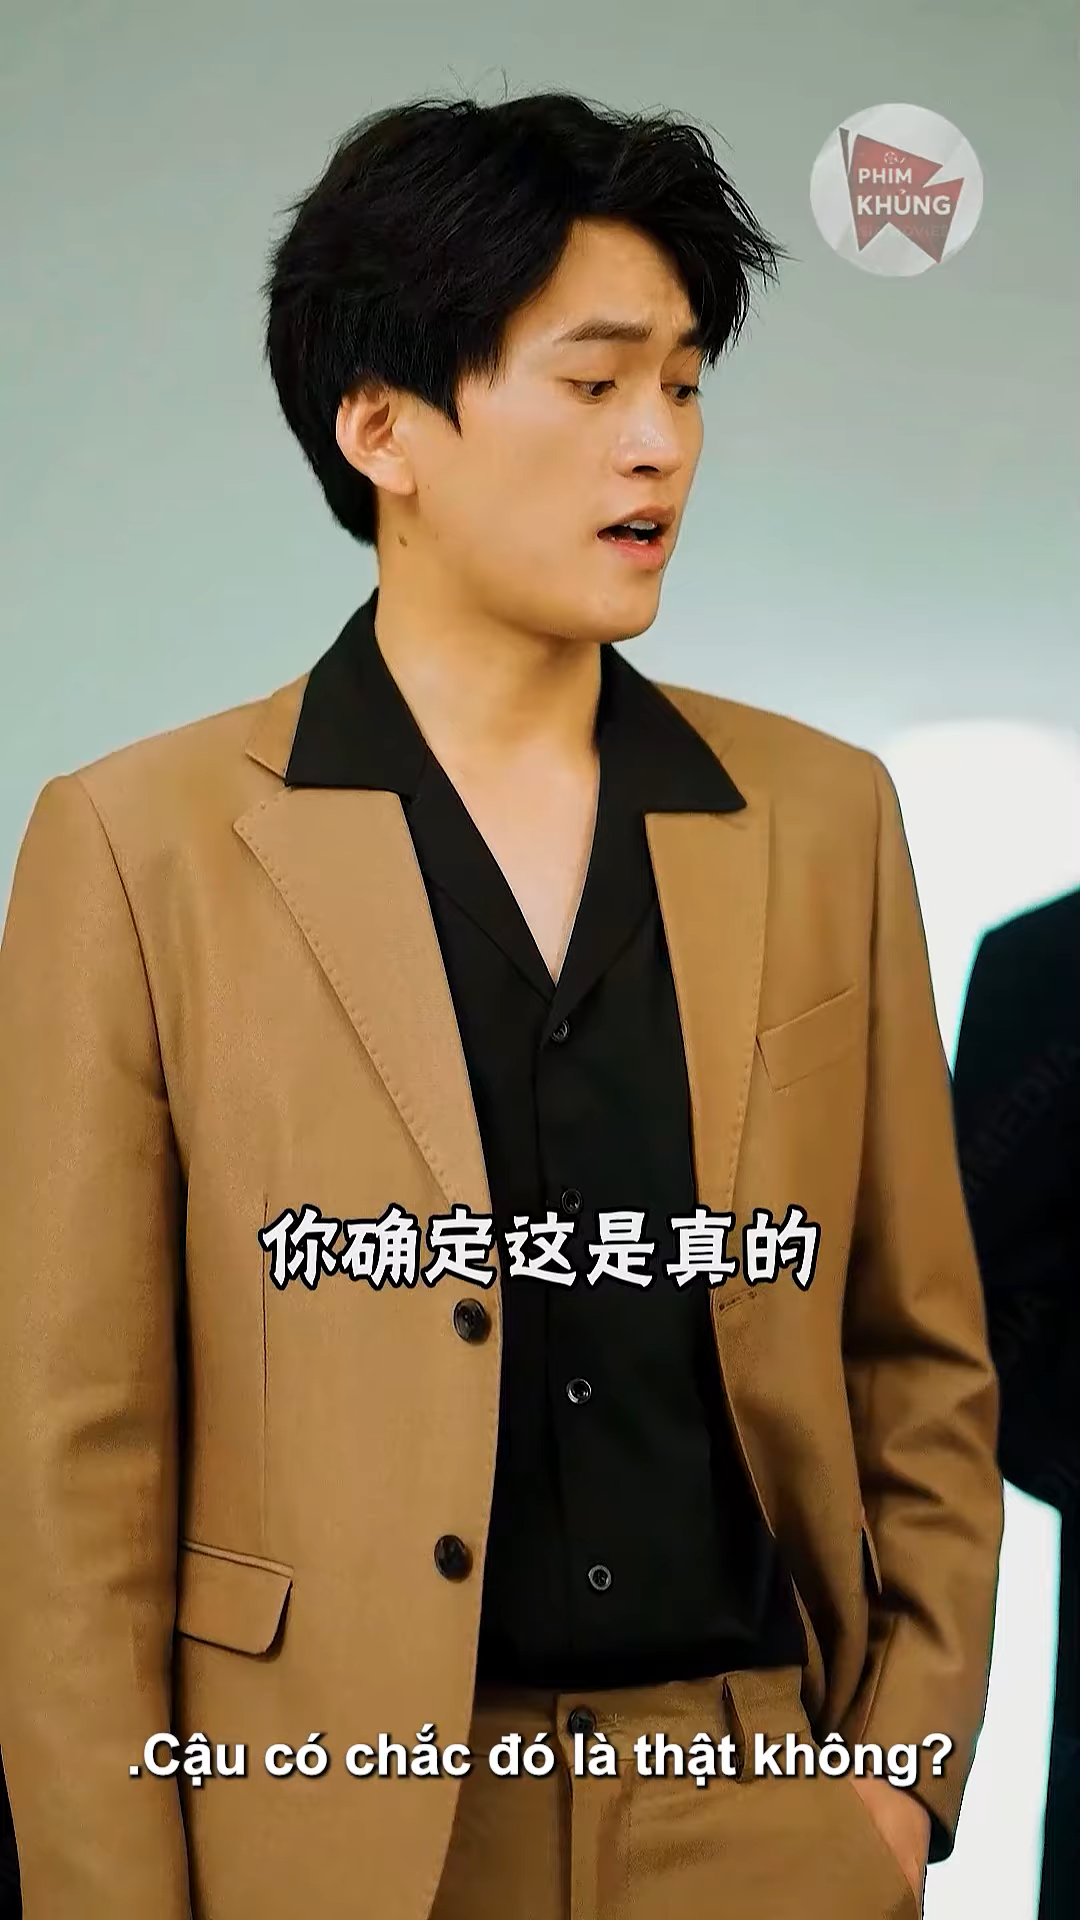 PHIM
KHỦNG
你确定这是真的
.Cậu có chắc đó là thật không?